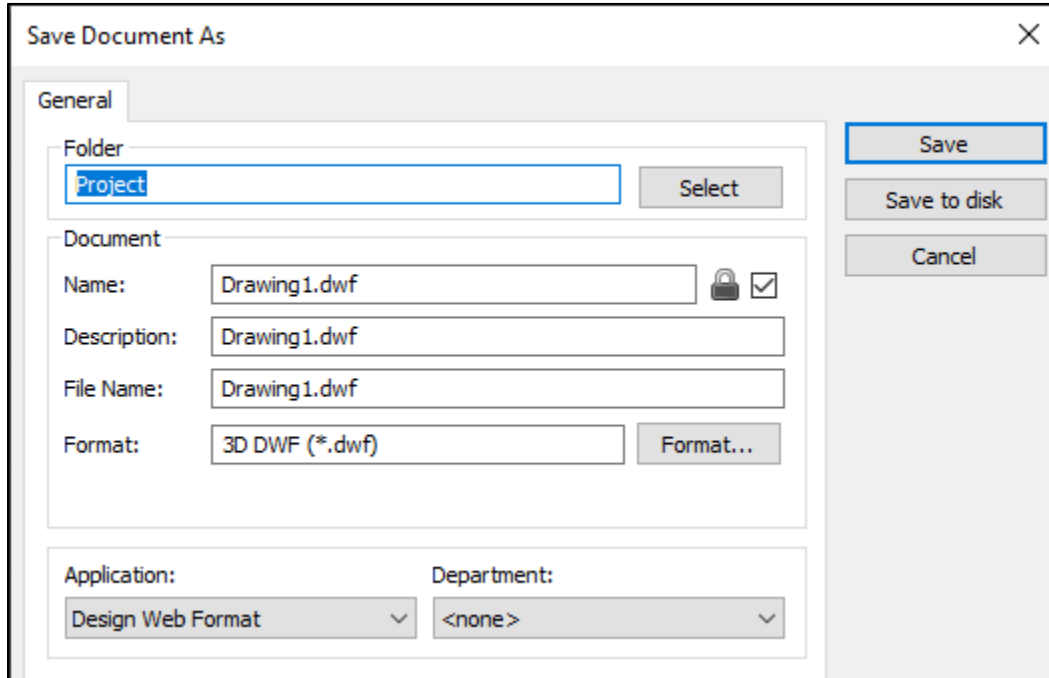 Save Document As
General
Folder
Project
Select
Save
Save to disk
Cancel
Document
Name: Drawing1.dwf
Description: Drawing1.dwf
File Name: Drawing1.dwf
Format: 3D DWF (*.dwf) Format...
Application: Department:
Design Web Format <none>